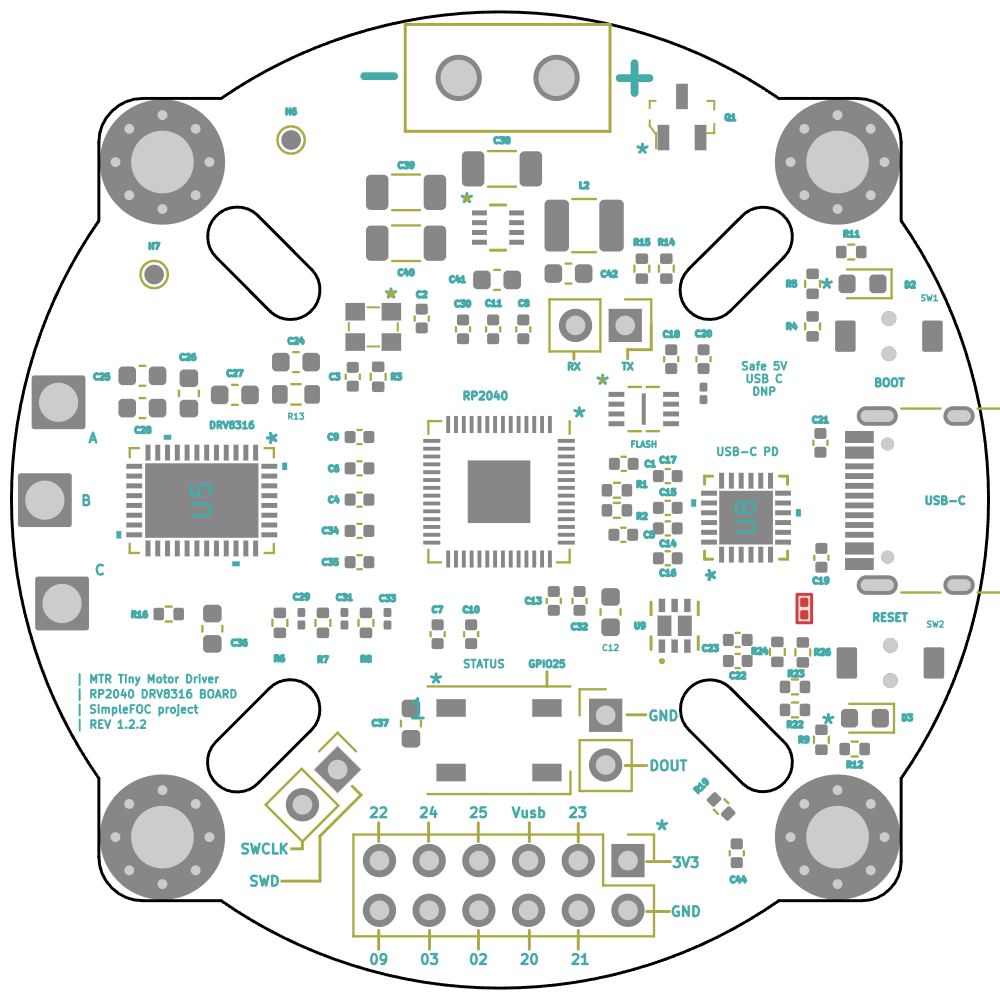 − +
H6
Q1
*
C38
C39
L2
*
H7
C40
R15 R14
R11
C41
C42
R5 * D2
SW1
*
C2
C30 C11 C8
R4
C18 C20
C24
RX TX
Safe 5V
USB C
DNP
C25 C26
C3 R3
*
BOOT
C27
RP2040
R13
*
C28
DRV8316
C21
A - *
C9
FLASH
USB-C PD
C1 C17
C6
R1
B U5
C4
C15
U8
USB-C
R2
C34
C5
C14
C35
C16
C19
C
*
C13
C32
R16
C29 C31 C33
C7 C10
U9
RESET
SW2
C36
C12
C23
R24 R26
R6 R7 R8
STATUS GPIO25
C22
R23
| MTR Tiny Motor Driver
| RP2040 DRV8316 BOARD
| SimpleFOC project
| REV 1.2.2
*
C37
GND
R22
* D3
R9
R12
DOUT
R10
22 24 25 Vusb 23
*
SWCLK
3V3
SWD
C44
GND
09 03 02 20 21